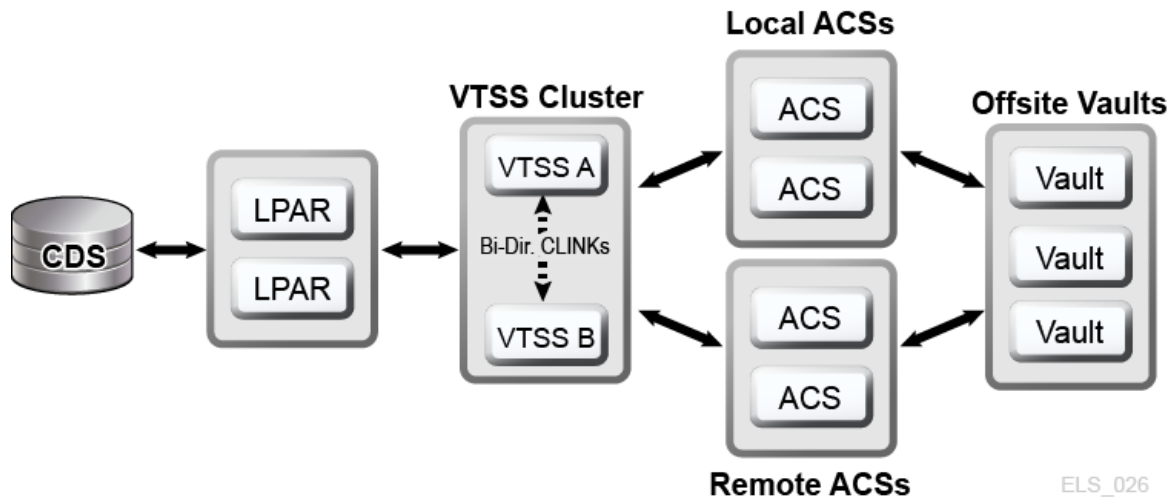 Local ACSs
VTSS Cluster
Offsite Vaults
CDS
LPAR
LPAR
VTSS A
Bi-Dir. CLINKs
VTSS B
ACS
ACS
ACS
ACS
Vault
Vault
Vault
Remote ACSs
ELS_026